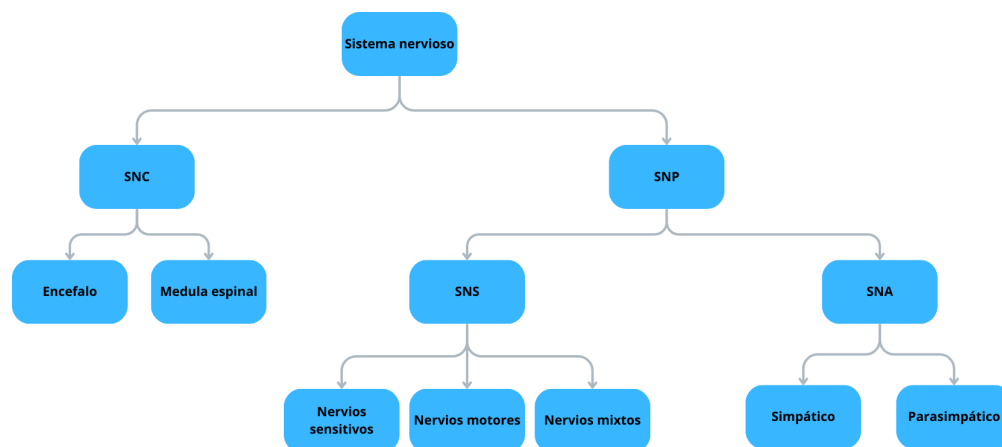 Sistema nervioso
SNC
SNP
Encefalo
Medula espinal
SNS
SNA
Nervios
sensitivos
Nervios motores
Nervios mixtos
Simpático
Parasimpático